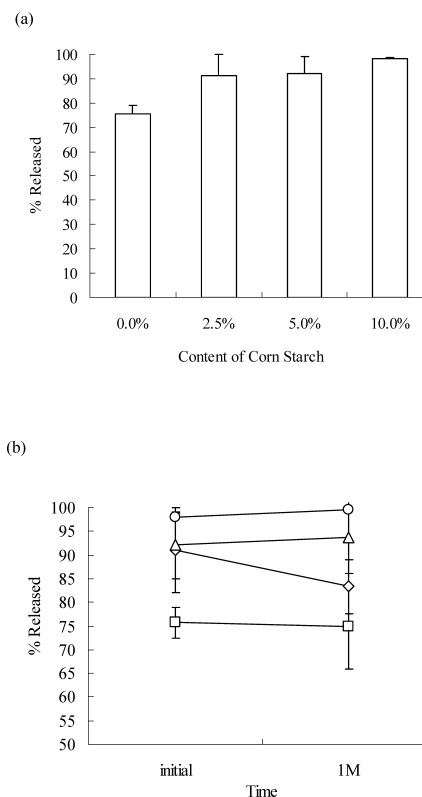 (a)
100
90
80
70
60
50
40
30
20
10
0
% Released
0.0% 2.5% 5.0% 10.0%
Content of Corn Starch
(b)
100
95
90
85
80
75
70
65
60
55
50
% Released
initial 1M
Time